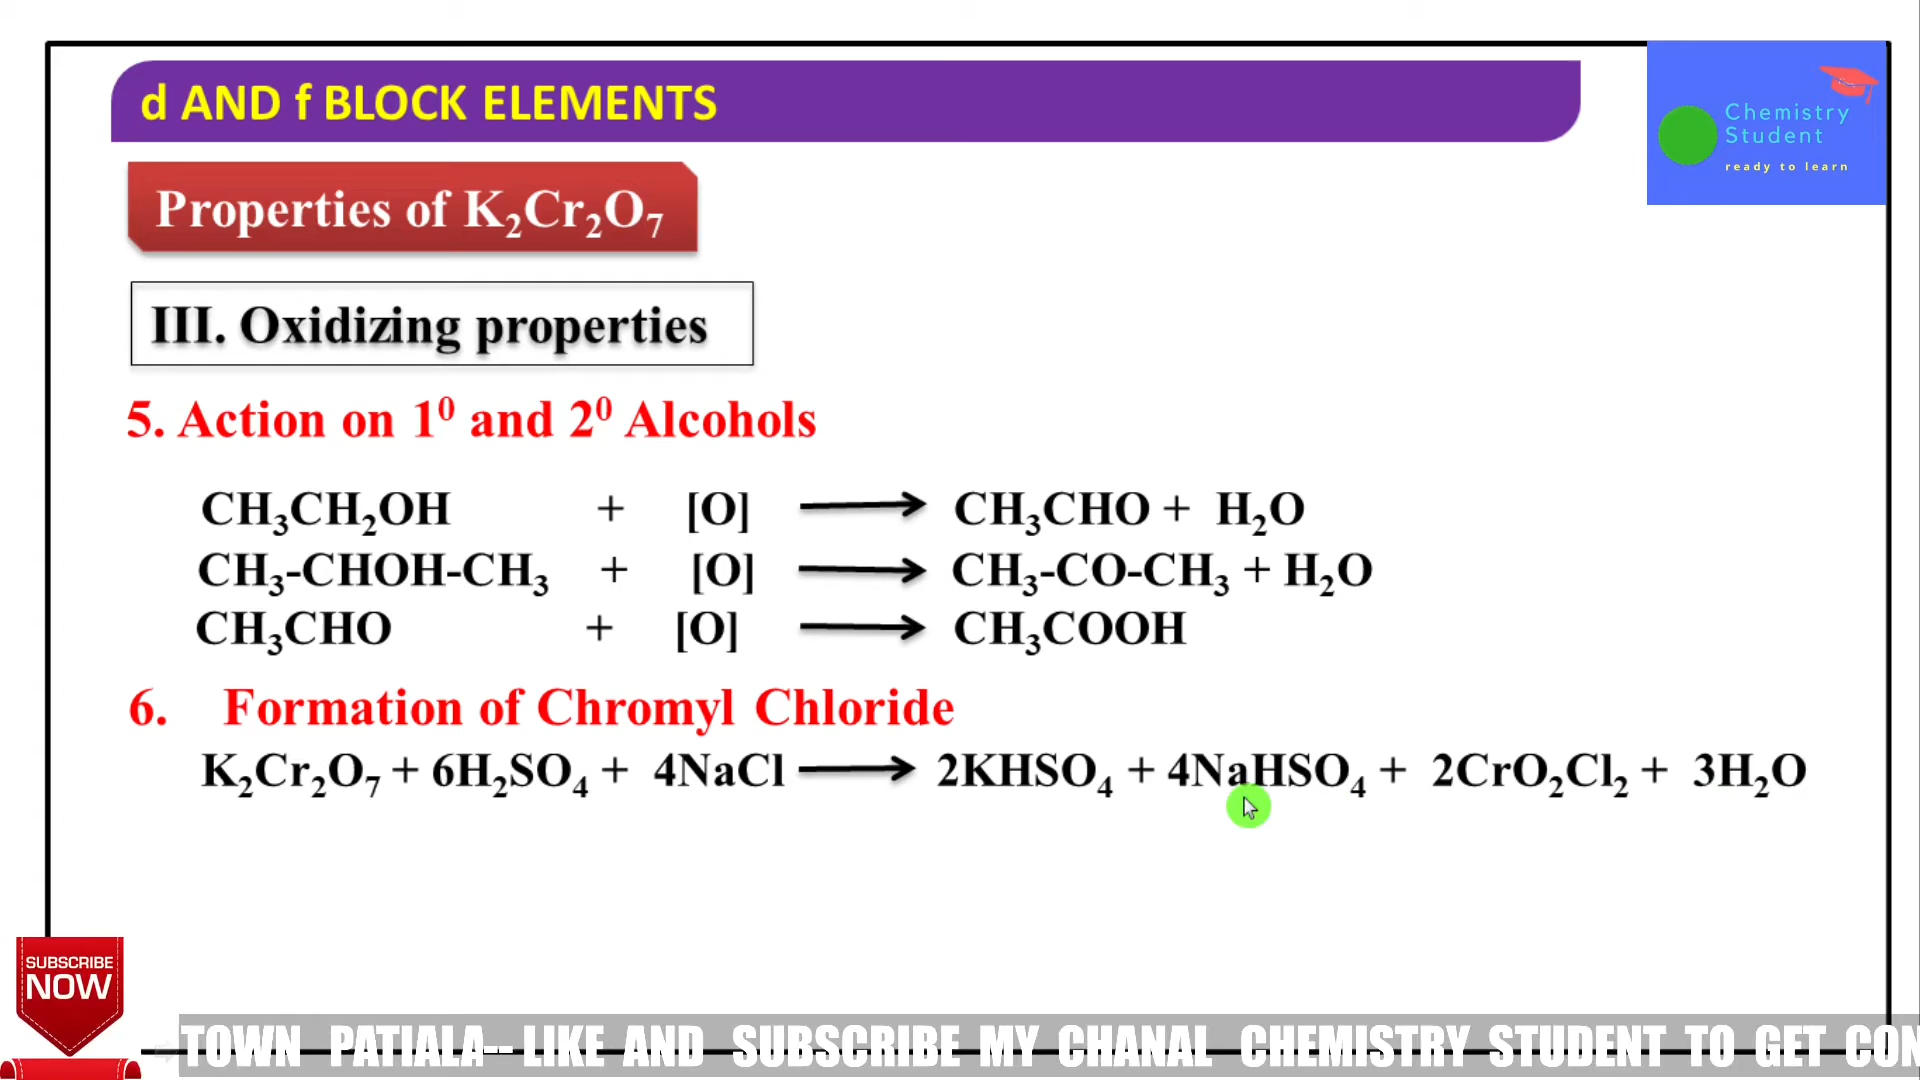 d AND f BLOCK ELEMENTS
Chemistry
Student
ready to learn
Properties of K₂Cr₂O₇
III. Oxidizing properties
5. Action on 1⁰ and 2⁰ Alcohols
CH₃CH₂OH + [O] ⟶ CH₃CHO + H₂O
CH₃-CHOH-CH₃ + [O] ⟶ CH₃-CO-CH₃ + H₂O
CH₃CHO + [O] ⟶ CH₃COOH
6. Formation of Chromyl Chloride
K₂Cr₂O₇ + 6H₂SO₄ + 4NaCl ⟶ 2KHSO₄ + 4NaHSO₄ + 2CrO₂Cl₂ + 3H₂O
SUBSCRIBE
NOW
TOWN PATIALA-- LIKE AND SUBSCRIBE MY CHANAL CHEMISTRY STUDENT TO GET CON